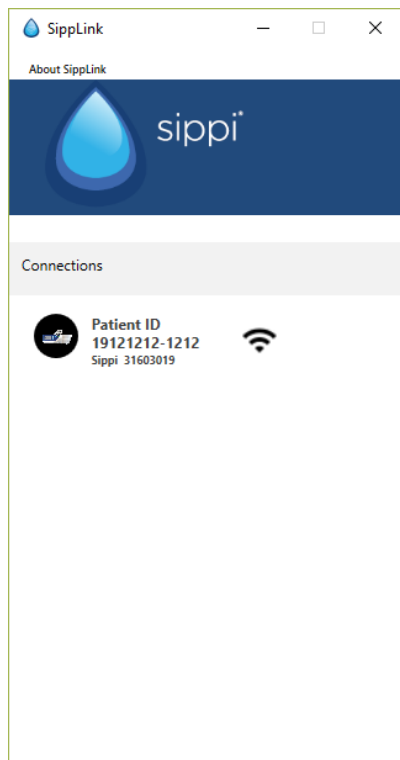 SippLink
About SippLink
sippi*
Connections
Patient ID
19121212-1212
Sippi 31603019